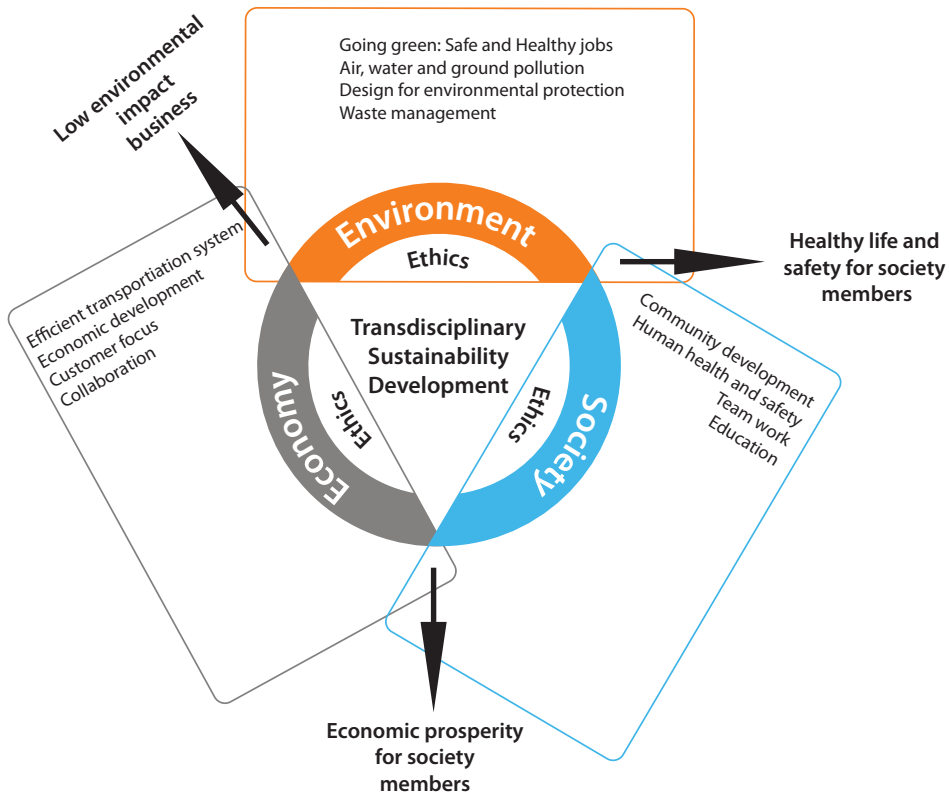 Low environmental
impact
business
Going green: Safe and Healthy jobs
Air, water and ground pollution
Design for environmental protection
Waste management
Environment
Ethics
Healthy life and
safety for society
members
Efficient transportiation system
Economic development
Customer focus
Collaboration
Transdisciplinary
Sustainability
Development
Community development
Human health and safety
Team work
Education
Economy
Ethics
Ethics
Society
Economic prosperity
for society
members